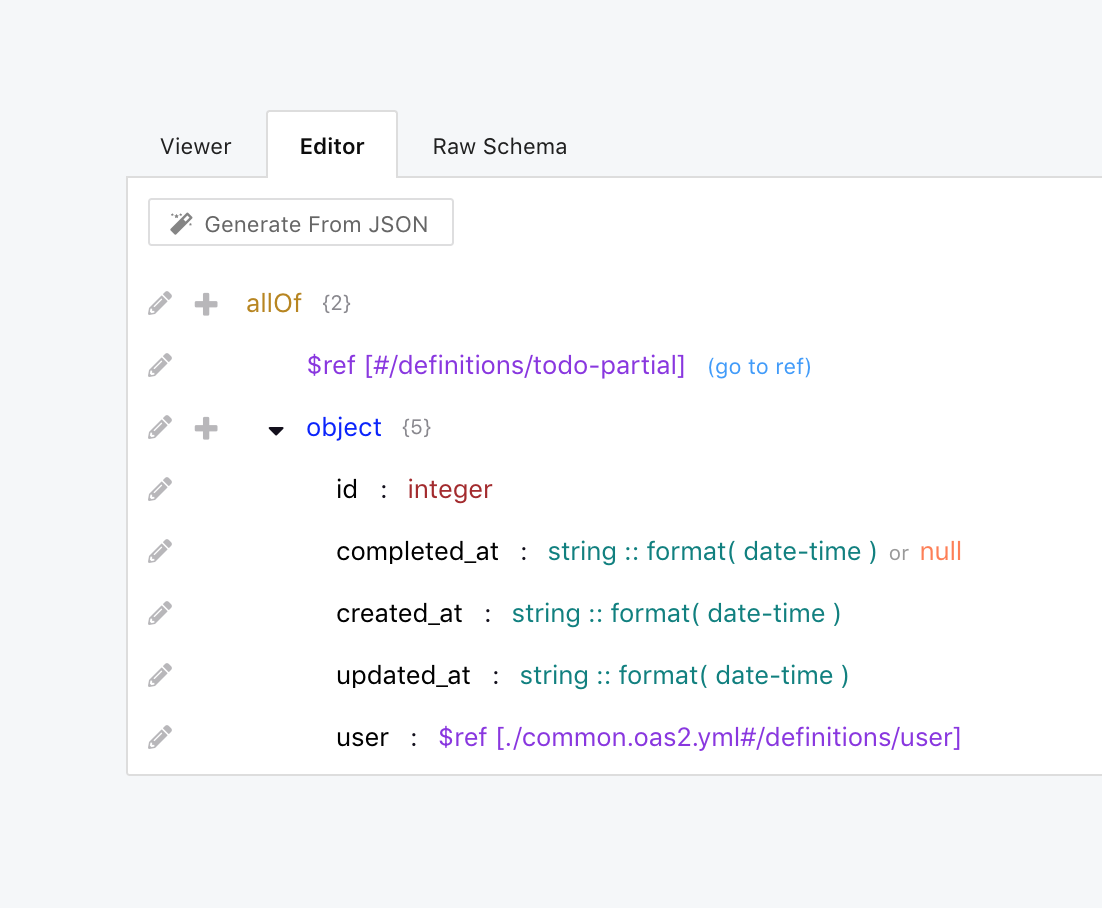 Viewer Editor Raw Schema
Generate From JSON
allOf {2}
$ref [#/definitions/todo-partial] (go to ref)
object {5}
id : integer
completed_at : string :: format( date-time ) or null
created_at : string :: format( date-time )
updated_at : string :: format( date-time )
user : $ref [./common.oas2.yml#/definitions/user]